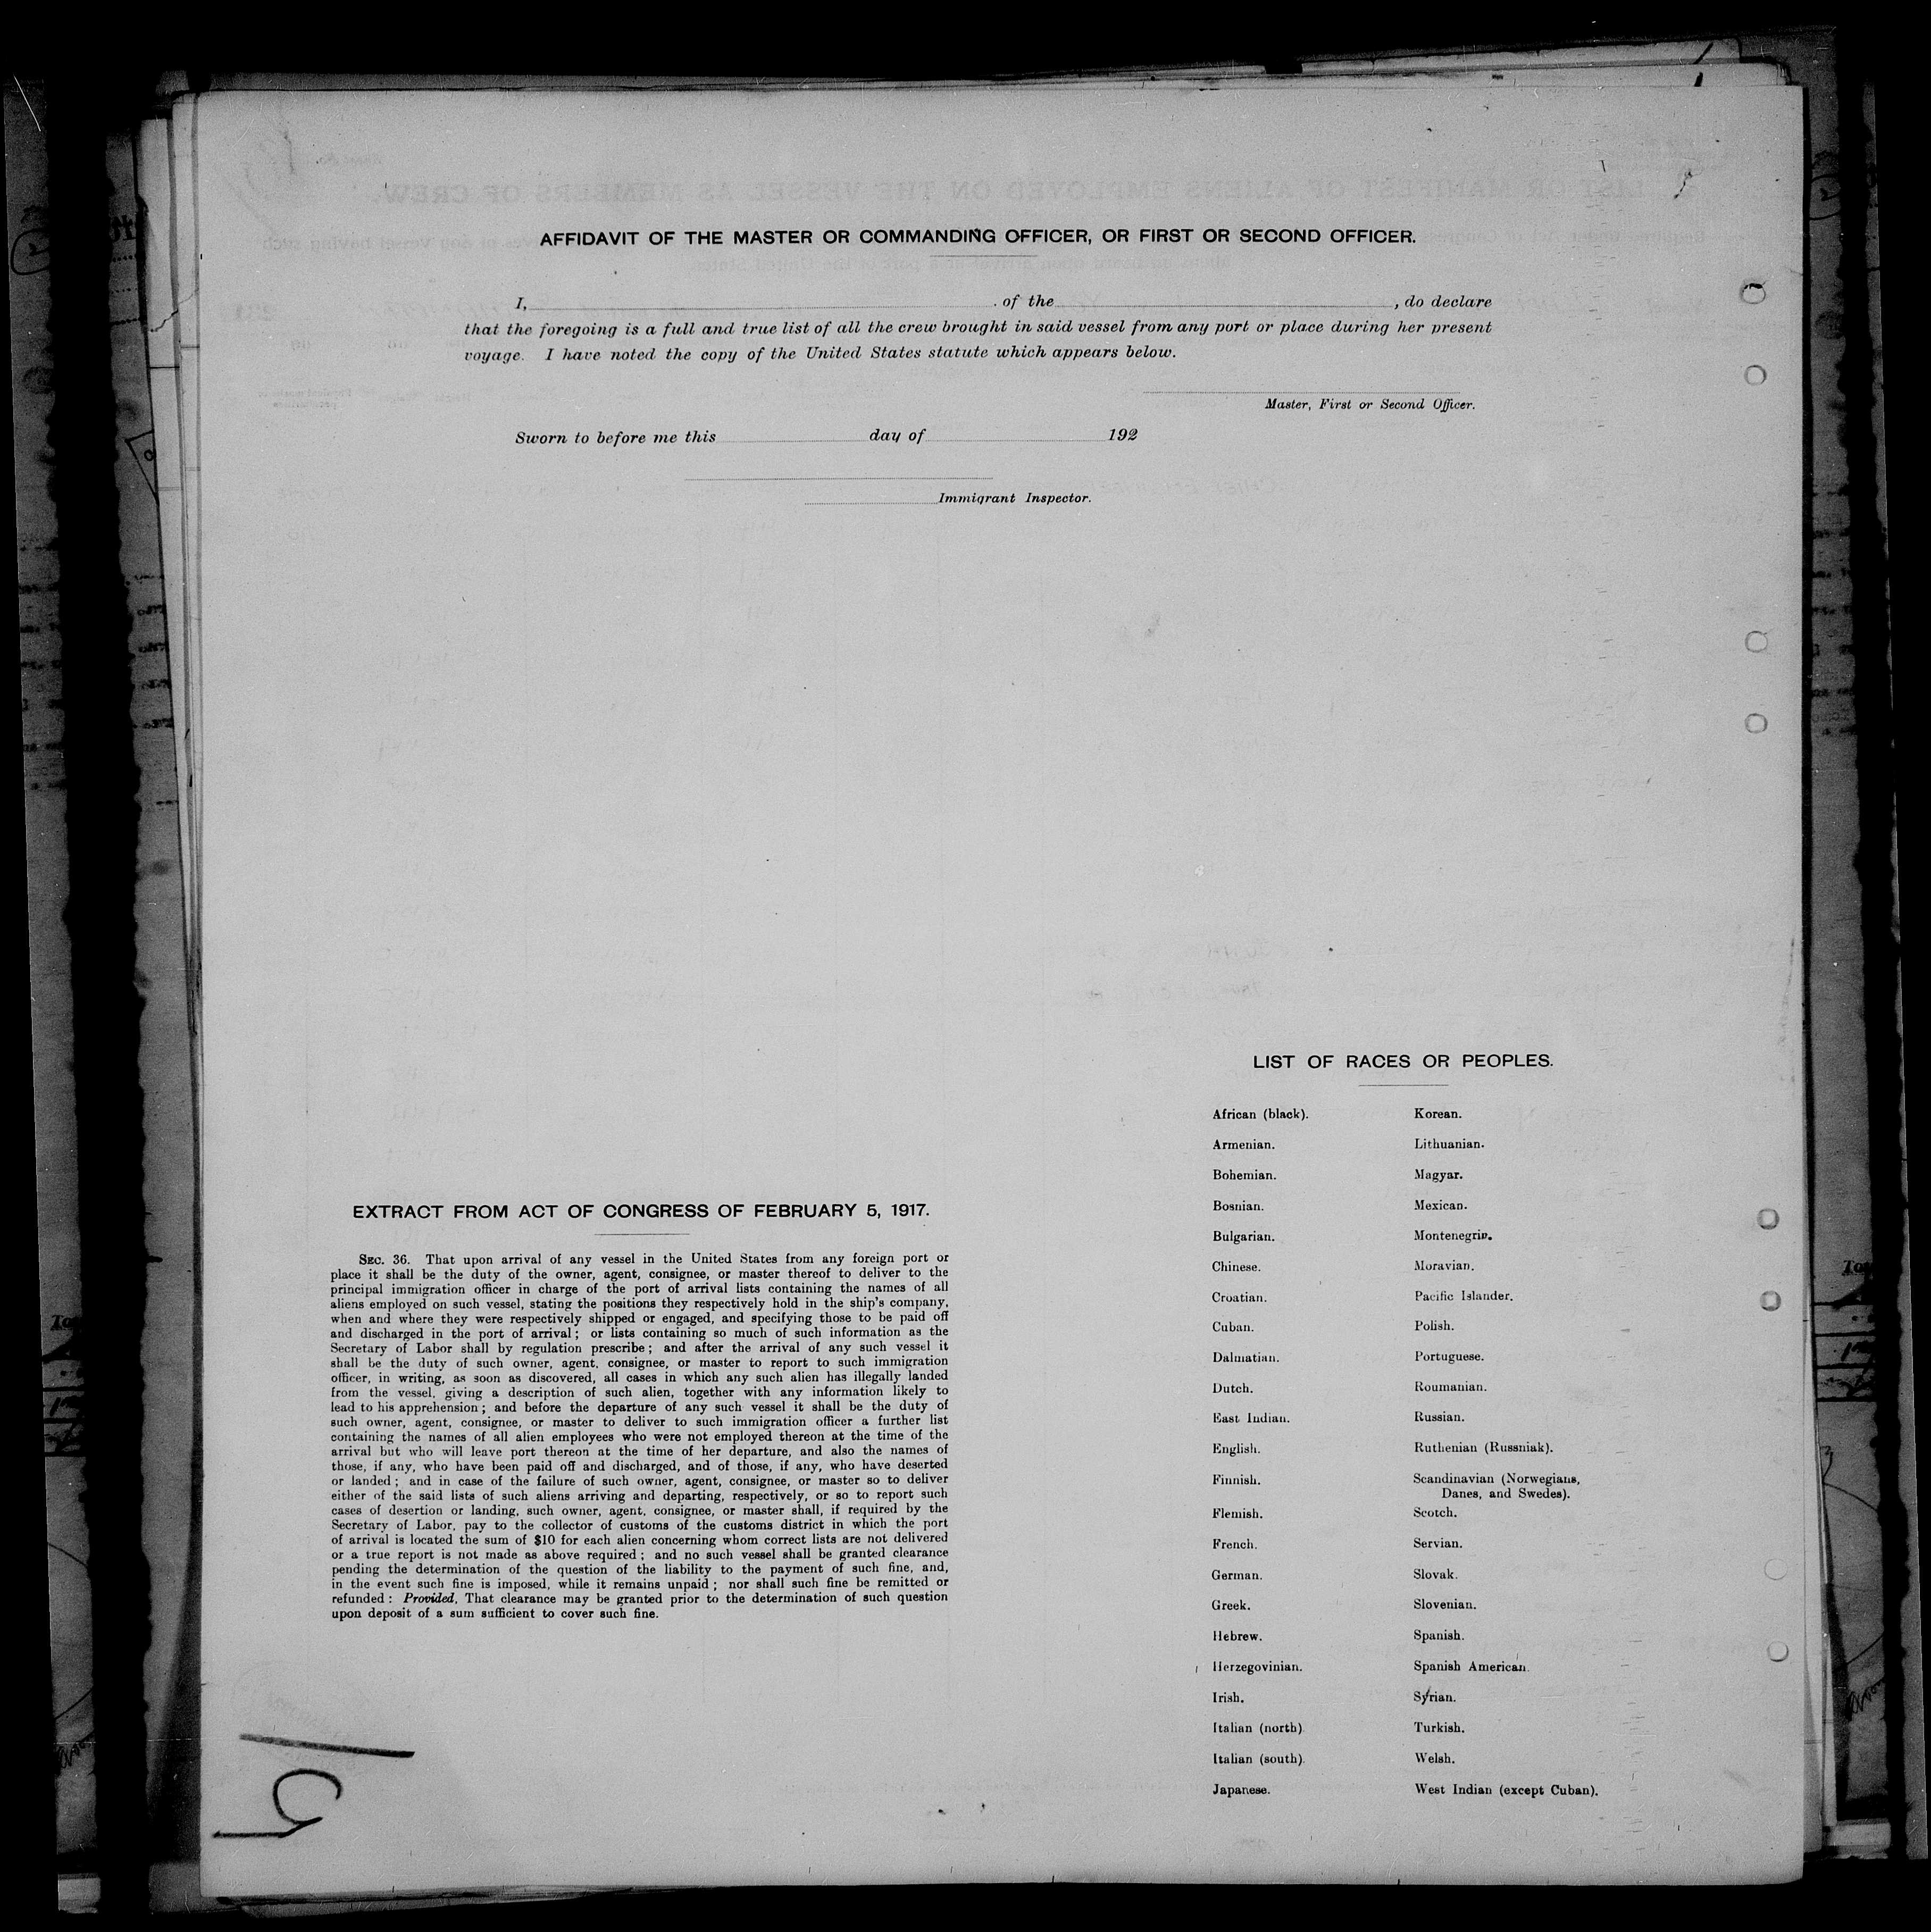 AFFIDAVIT OF THE MASTER OR COMMANDING OFFICER, OR FIRST OR SECOND OFFICER.
I, of the , do declare
that the foregoing is a full and true list of all the crew brought in said vessel from any port or place during her present
voyage. I have noted the copy of the United States statute which appears below.
Master, First or Second Officer.
Sworn to before me this day of 192
Immigrant Inspector.
EXTRACT FROM ACT OF CONGRESS OF FEBRUARY 5, 1917.
SEC. 36. That upon arrival of any vessel in the United States from any foreign port or
place it shall be the duty of the owner, agent, consignee, or master thereof to deliver to the
principal immigration officer in charge of the port of arrival lists containing the names of all
aliens employed on such vessel, stating the positions they respectively hold in the ship's company,
when and where they were respectively shipped or engaged, and specifying those to be paid off
and discharged in the port of arrival; or lists containing so much of such information as the
Secretary of Labor shall by regulation prescribe; and after the arrival of any such vessel it
shall be the duty of such owner, agent, consignee, or master to report to such immigration
officer, in writing, as soon as discovered, all cases in which any such alien has illegally landed
from the vessel, giving a description of such alien, together with any information likely to
lead to his apprehension; and before the departure of any such vessel it shall be the duty of
such owner, agent, consignee, or master to deliver to such immigration officer a further list
containing the names of all alien employees who were not employed thereon at the time of the
arrival but who will leave port thereon at the time of her departure, and also the names of
those, if any, who have been paid off and discharged, and of those, if any, who have deserted
or landed; and in case of the failure of such owner, agent, consignee, or master so to deliver
either of the said lists of such aliens arriving and departing, respectively, or so to report such
cases of desertion or landing, such owner, agent, consignee, or master shall, if required by the
Secretary of Labor, pay to the collector of customs of the customs district in which the port
of arrival is located the sum of $10 for each alien concerning whom correct lists are not delivered
or a true report is not made as above required; and no such vessel shall be granted clearance
pending the determination of the question of the liability to the payment of such fine, and,
in the event such fine is imposed, while it remains unpaid; nor shall such fine be remitted or
refunded: Provided, That clearance may be granted prior to the determination of such question
upon deposit of a sum sufficient to cover such fine.
LIST OF RACES OR PEOPLES.
African (black). Korean.
Armenian. Lithuanian.
Bohemian. Magyar.
Bosnian. Mexican.
Bulgarian. Montenegrin.
Chinese. Moravian.
Croatian. Pacific Islander.
Cuban. Polish.
Dalmatian. Portuguese.
Dutch. Roumanian.
East Indian. Russian.
English. Ruthenian (Russniak).
Finnish. Scandinavian (Norwegians,
Danes, and Swedes).
Flemish. Scotch.
French. Servian.
German. Slovak.
Greek. Slovenian.
Hebrew. Spanish.
Herzegovinian. Spanish American.
Irish. Syrian.
Italian (north). Turkish.
Italian (south). Welsh.
Japanese. West Indian (except Cuban).